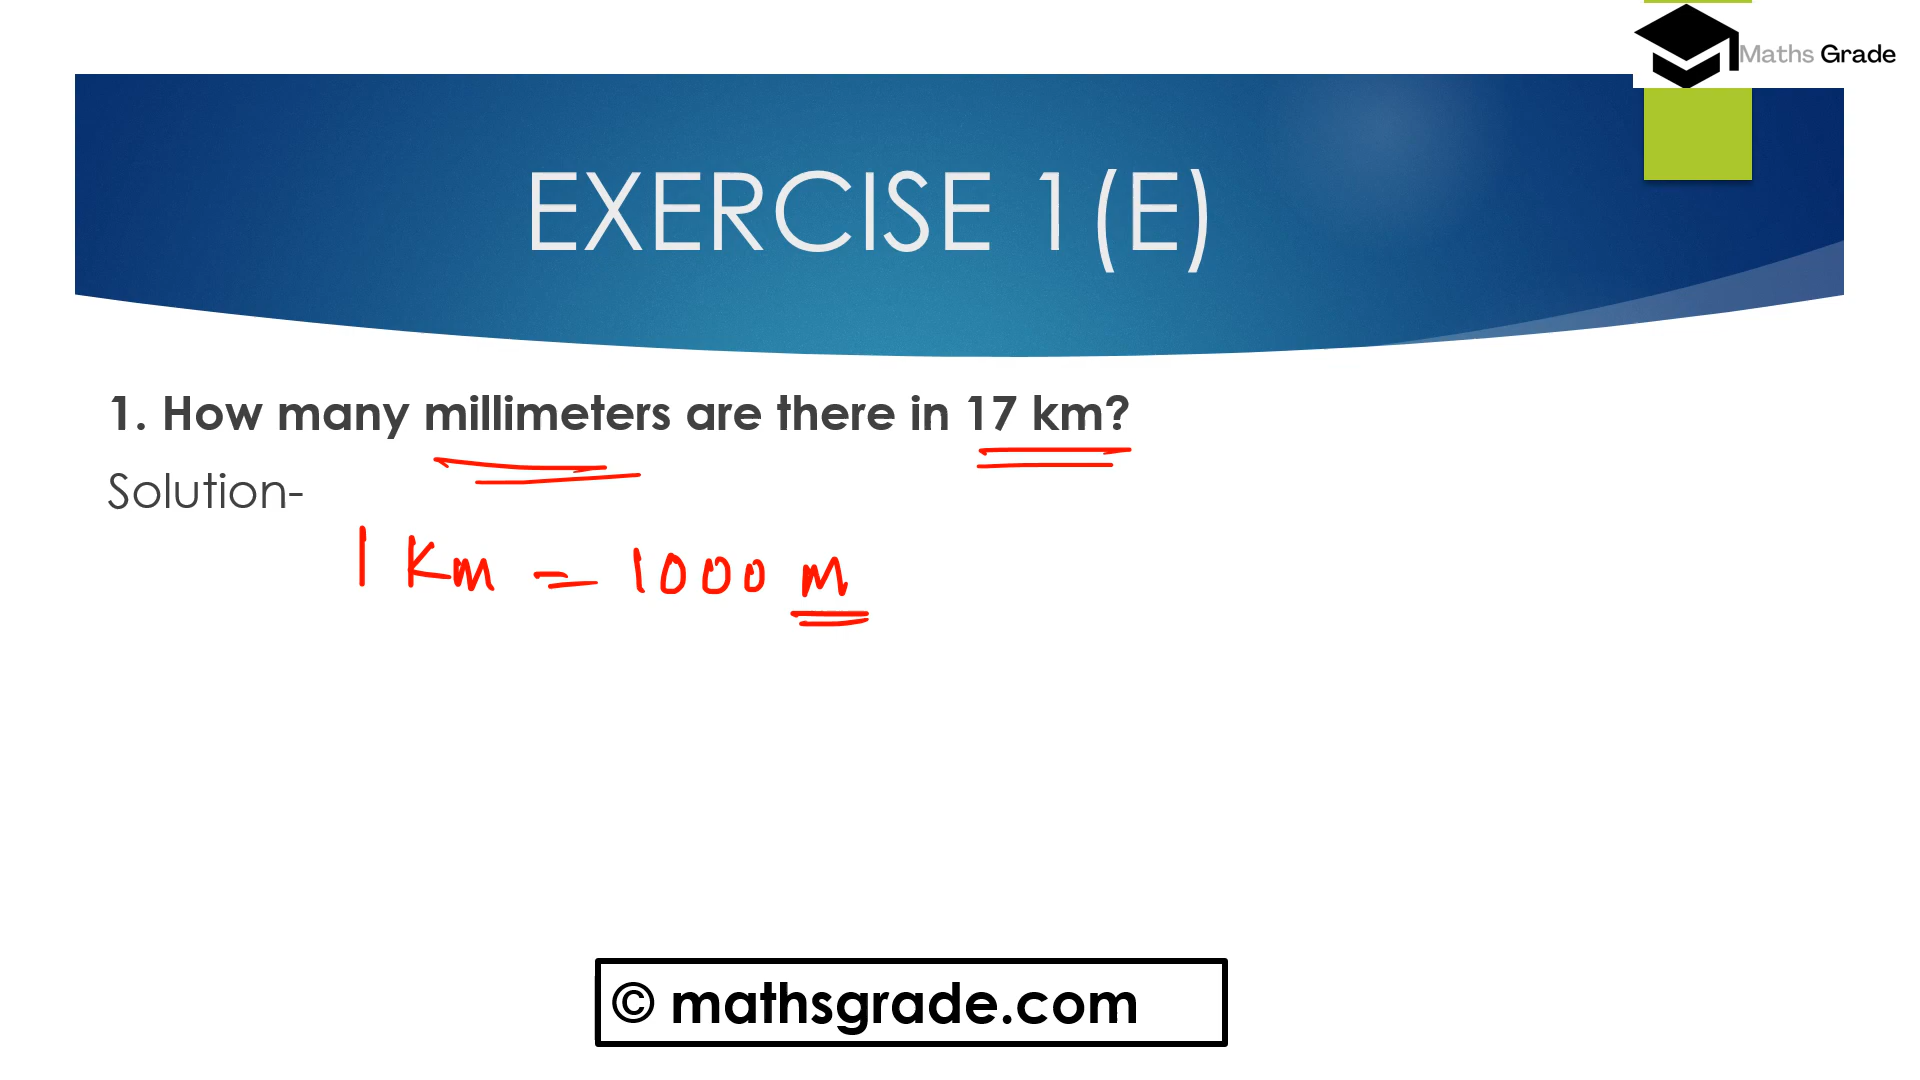 Maths Grade
EXERCISE 1(E)
1. How many millimeters are there in 17 km?
Solution-
1 Km = 1000 m
© mathsgrade.com